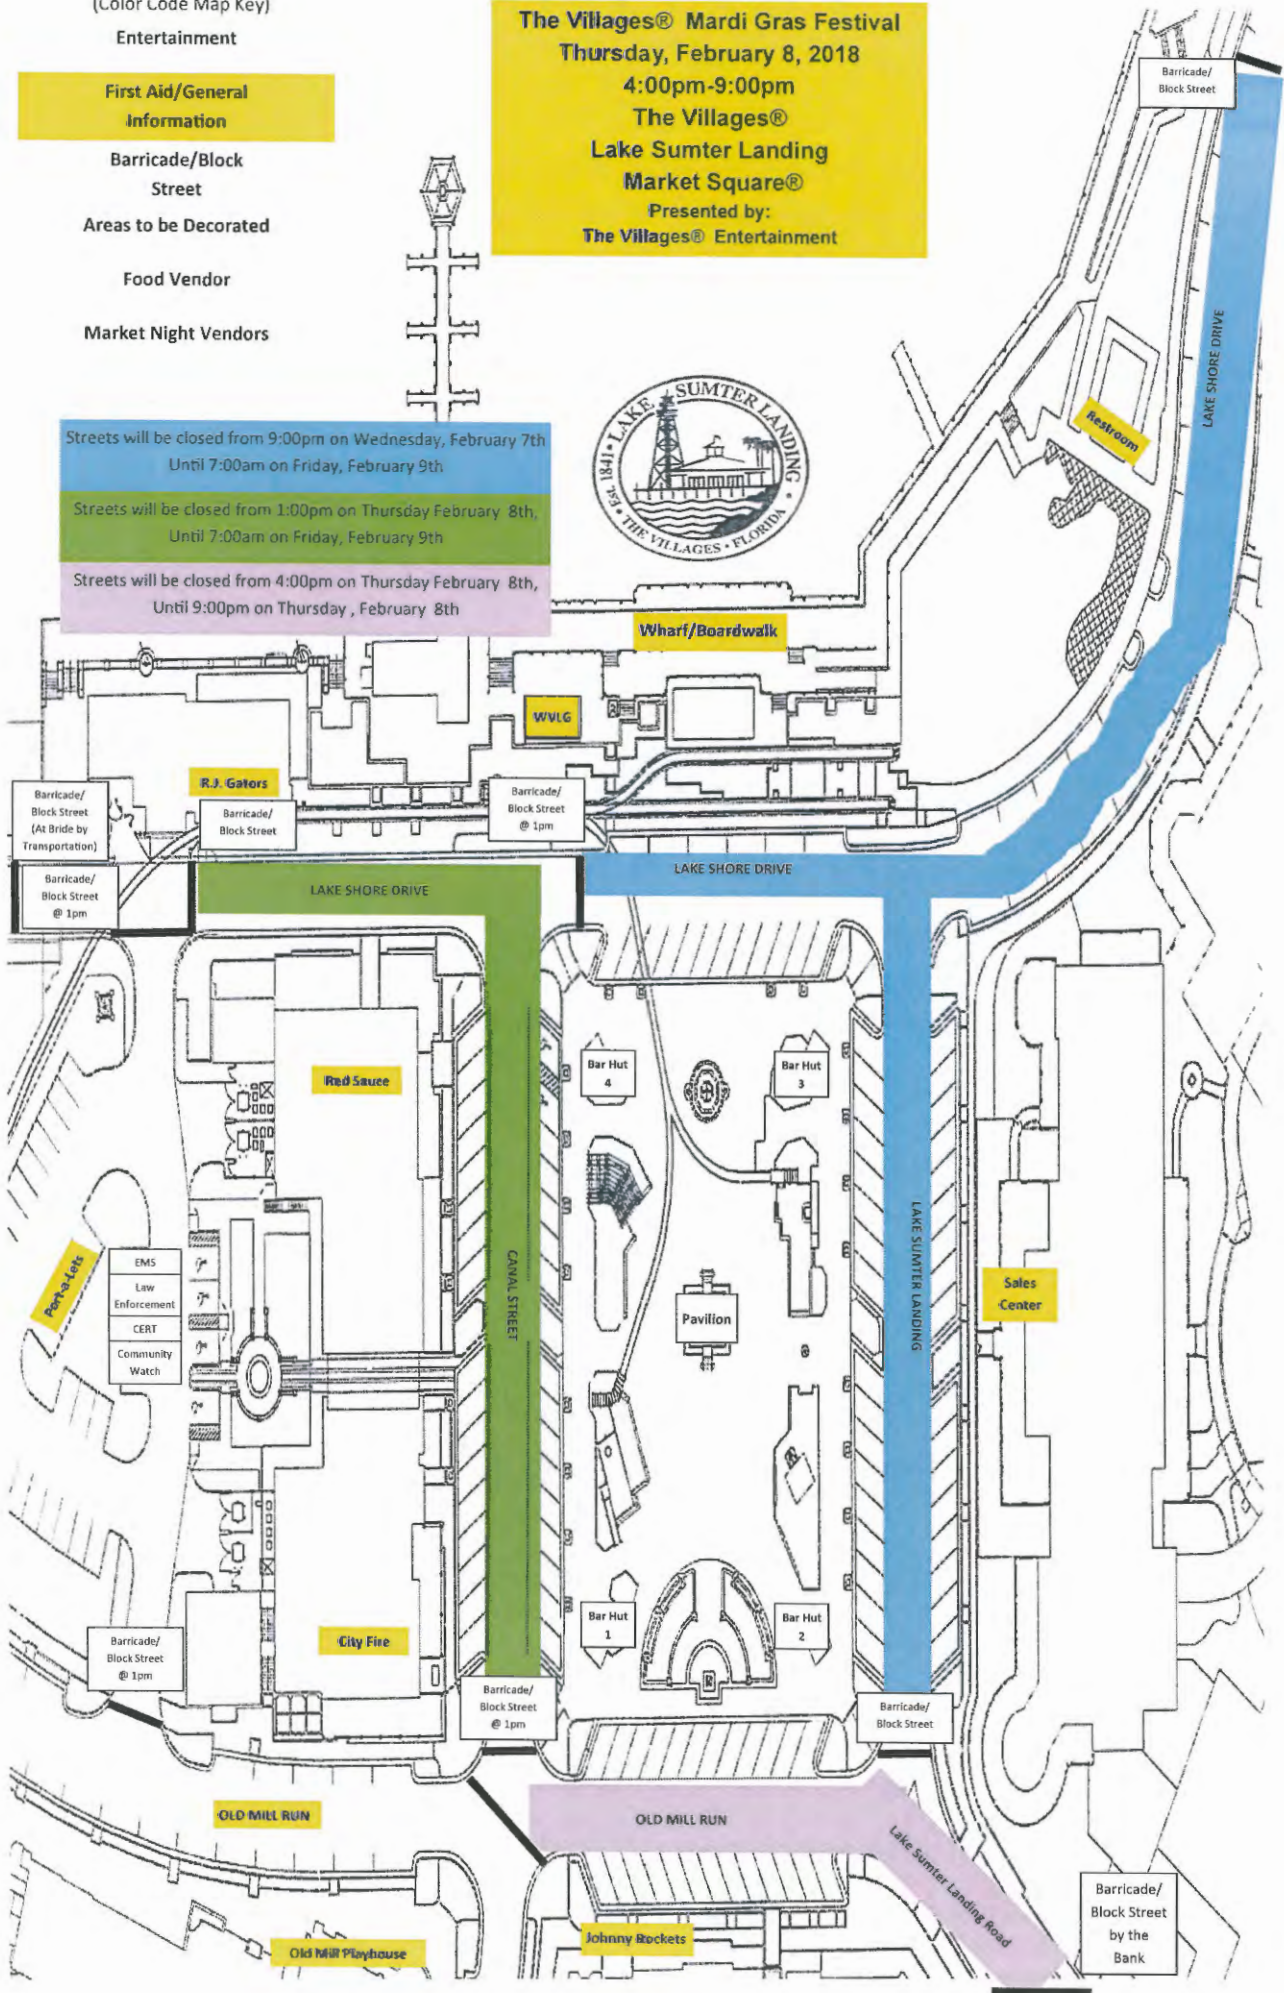 (Color Code Map Key)
Entertainment
First Aid/General
Information
Barricade/Block
Street
Areas to be Decorated
Food Vendor
Market Night Vendors
The Villages® Mardi Gras Festival
Thursday, February 8, 2018
4:00pm-9:00pm
The Villages®
Lake Sumter Landing
Market Square®
Presented by:
The Villages® Entertainment
Barricade/
Block Street
LAKE SHORE DRIVE
Restroom
Streets will be closed from 9:00pm on Wednesday, February 7th
Until 7:00am on Friday, February 9th
Streets will be closed from 1:00pm on Thursday February 8th,
Until 7:00am on Friday, February 9th
Streets will be closed from 4:00pm on Thursday February 8th,
Until 9:00pm on Thursday , February 8th
EST. 1841 • LAKE SUMTER LANDING •
THE VILLAGES • FLORIDA
Wharf/Boardwalk
WVLG
R.J. Gators
Barricade/
Block Street
(At Bride by
Transportation)
Barricade/
Block Street
Barricade/
Block Street
@ 1pm
Barricade/
Block Street
@ 1pm
LAKE SHORE DRIVE
LAKE SHORE DRIVE
Red Sauce
Bar Hut
4
Bar Hut
3
Port-a-Lets
EMS
Law
Enforcement
CERT
Community
Watch
CANAL STREET
Pavilion
LAKE SUMTER LANDING
Sales
Center
City Fire
Bar Hut
1
Bar Hut
2
Barricade/
Block Street
@ 1pm
Barricade/
Block Street
@ 1pm
Barricade/
Block Street
OLD MILL RUN
OLD MILL RUN
Lake Sumter Landing Road
Barricade/
Block Street
by the
Bank
Old Mill Playhouse
Johnny Rockets